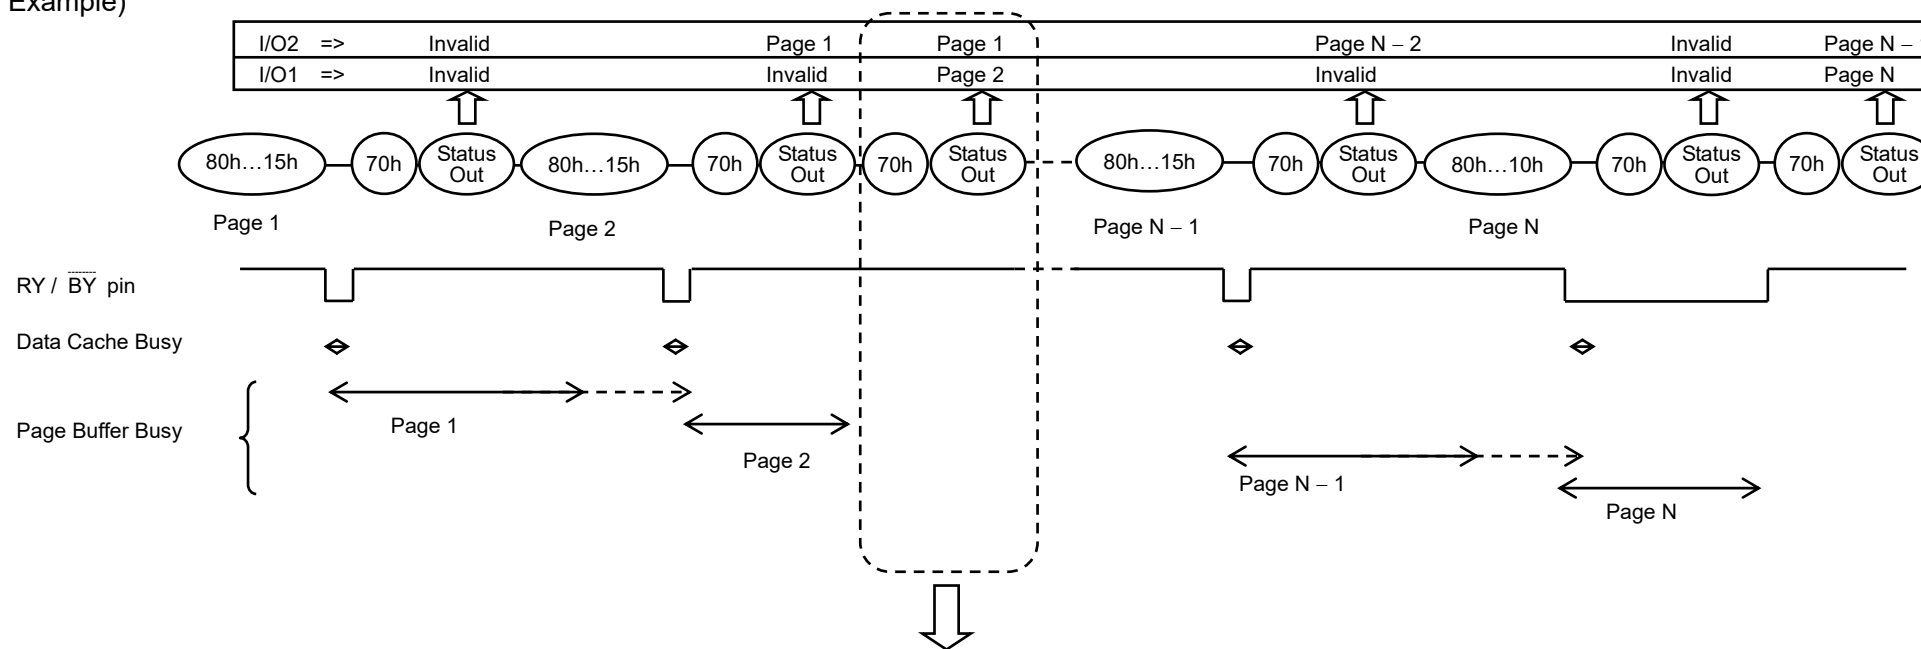 Example)
I/O2 => Invalid Page 1 Page 1 Page N − 2 Invalid Page N −
I/O1 => Invalid Invalid Page 2 Invalid Invalid Page N
80h…15h 70h Status Out 80h…15h 70h Status Out 70h Status Out 80h…15h 70h Status Out 80h…10h 70h Status Out 70h Status Out
Page 1 Page 2 Page N − 1 Page N
RY / BY pin
Data Cache Busy
Page 1
Page Buffer Busy
Page 2
Page N − 1
Page N